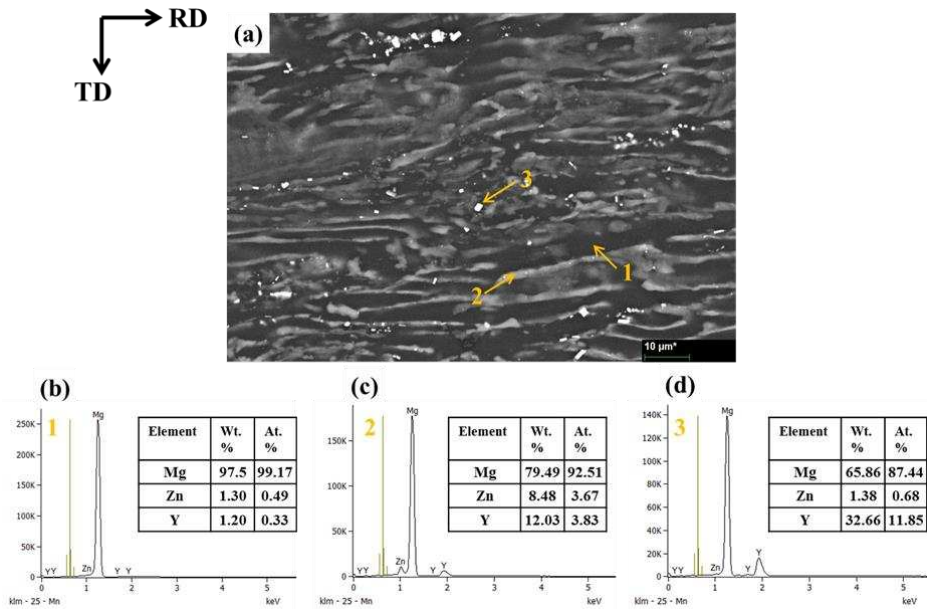 RD
TD
(a)
3
1
2
10 µm*
(b)
1
Mg
250K
200K
150K
100K
50K
0
Y Y
Zn
Y Y
0 1 2 3 4 5
klm - 25 - Mn
keV
Element Wt. % At. %
Mg 97.5 99.17
Zn 1.30 0.49
Y 1.20 0.33
(c)
2
Mg
150K
100K
50K
0
Y Y
Zn
Y Y
0 1 2 3 4 5
klm - 25 - Mn
keV
Element Wt. % At. %
Mg 79.49 92.51
Zn 8.48 3.67
Y 12.03 3.83
(d)
3
Mg
140K
120K
100K
80K
60K
40K
20K
0
Y Y
Zn
Y Y
0 1 2 3 4 5
klm - 25 - Mn
keV
Element Wt. % At. %
Mg 65.86 87.44
Zn 1.38 0.68
Y 32.66 11.85